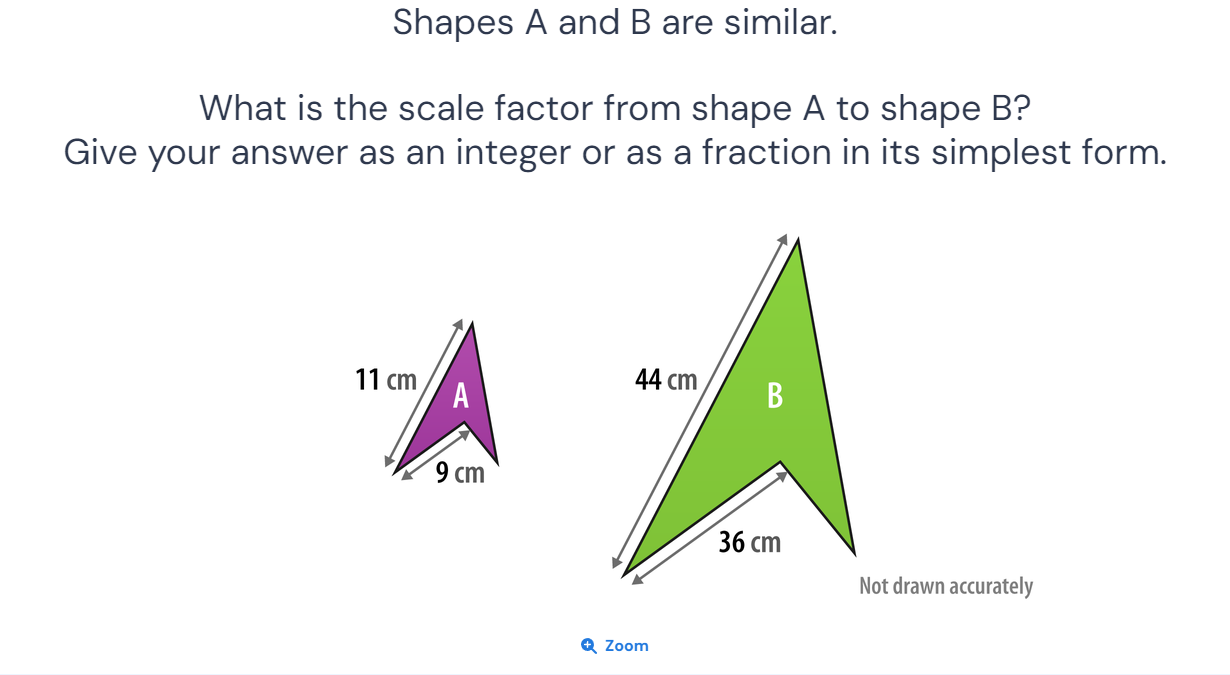 Shapes A and B are similar.
What is the scale factor from shape A to shape B?
Give your answer as an integer or as a fraction in its simplest form.
11 cm
A
9 cm
44 cm
B
36 cm
Not drawn accurately
Zoom